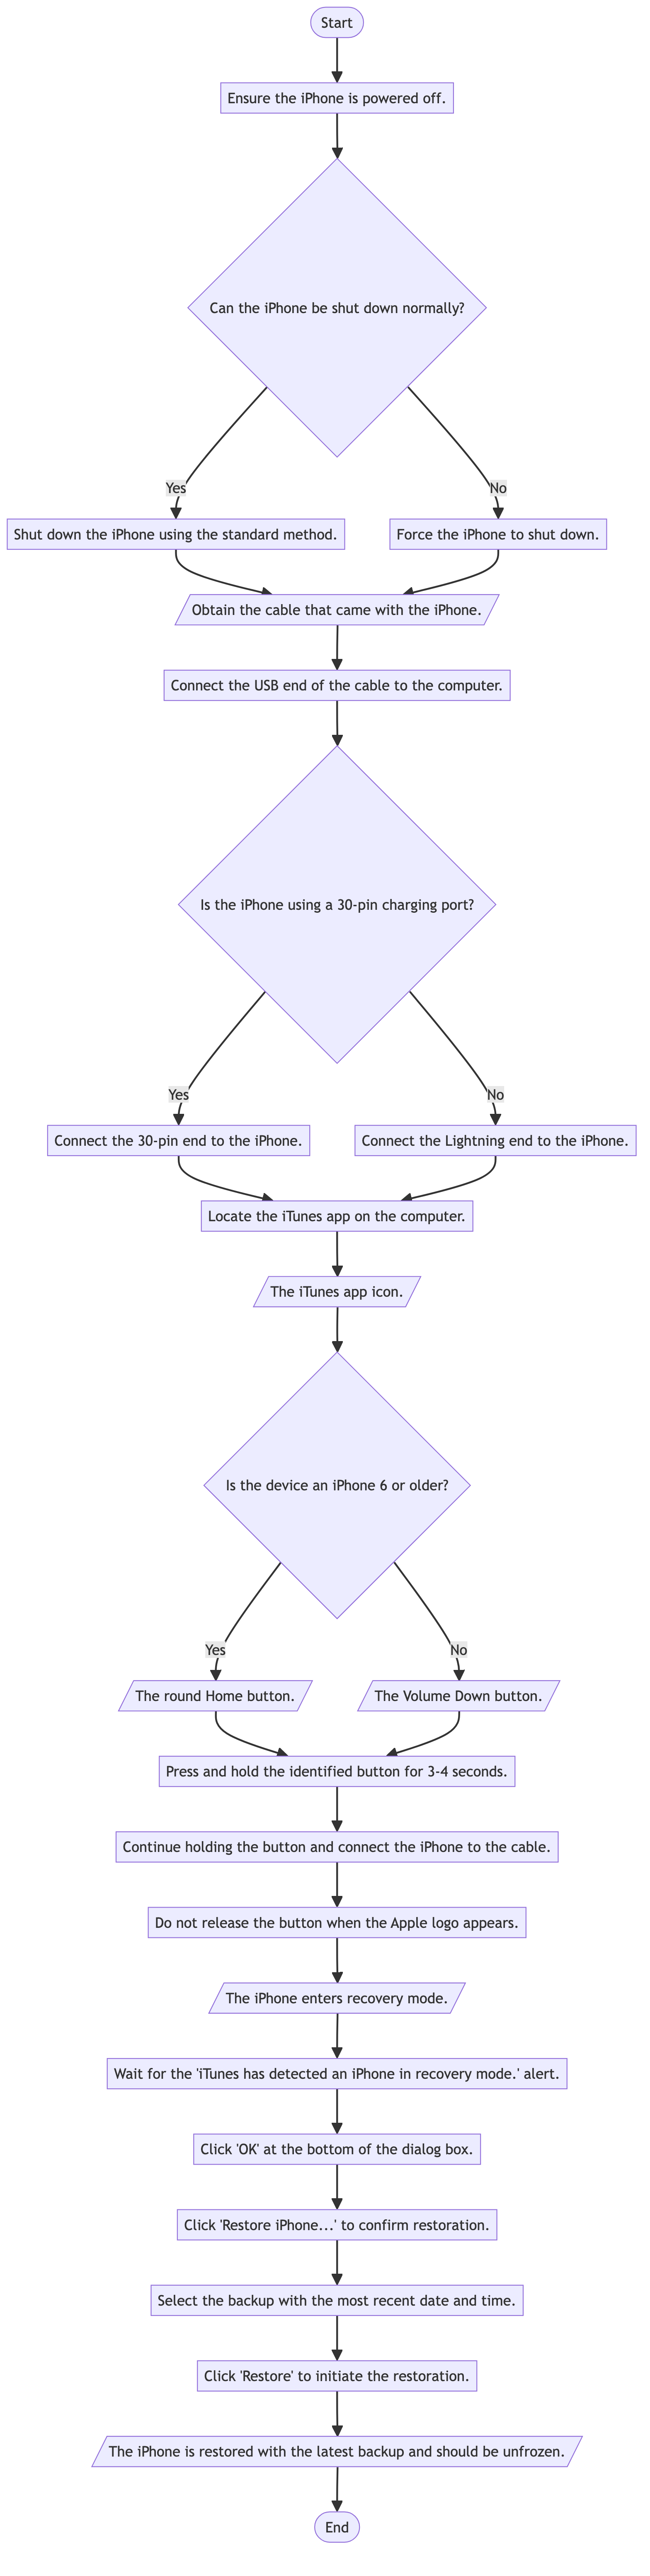 Start
Ensure the iPhone is powered off.
Can the iPhone be shut down normally?
Yes
No
Shut down the iPhone using the standard method.
Force the iPhone to shut down.
Obtain the cable that came with the iPhone.
Connect the USB end of the cable to the computer.
Is the iPhone using a 30-pin charging port?
Yes
No
Connect the 30-pin end to the iPhone.
Connect the Lightning end to the iPhone.
Locate the iTunes app on the computer.
The iTunes app icon.
Is the device an iPhone 6 or older?
Yes
No
The round Home button.
The Volume Down button.
Press and hold the identified button for 3-4 seconds.
Continue holding the button and connect the iPhone to the cable.
Do not release the button when the Apple logo appears.
The iPhone enters recovery mode.
Wait for the 'iTunes has detected an iPhone in recovery mode.' alert.
Click 'OK' at the bottom of the dialog box.
Click 'Restore iPhone...' to confirm restoration.
Select the backup with the most recent date and time.
Click 'Restore' to initiate the restoration.
The iPhone is restored with the latest backup and should be unfrozen.
End